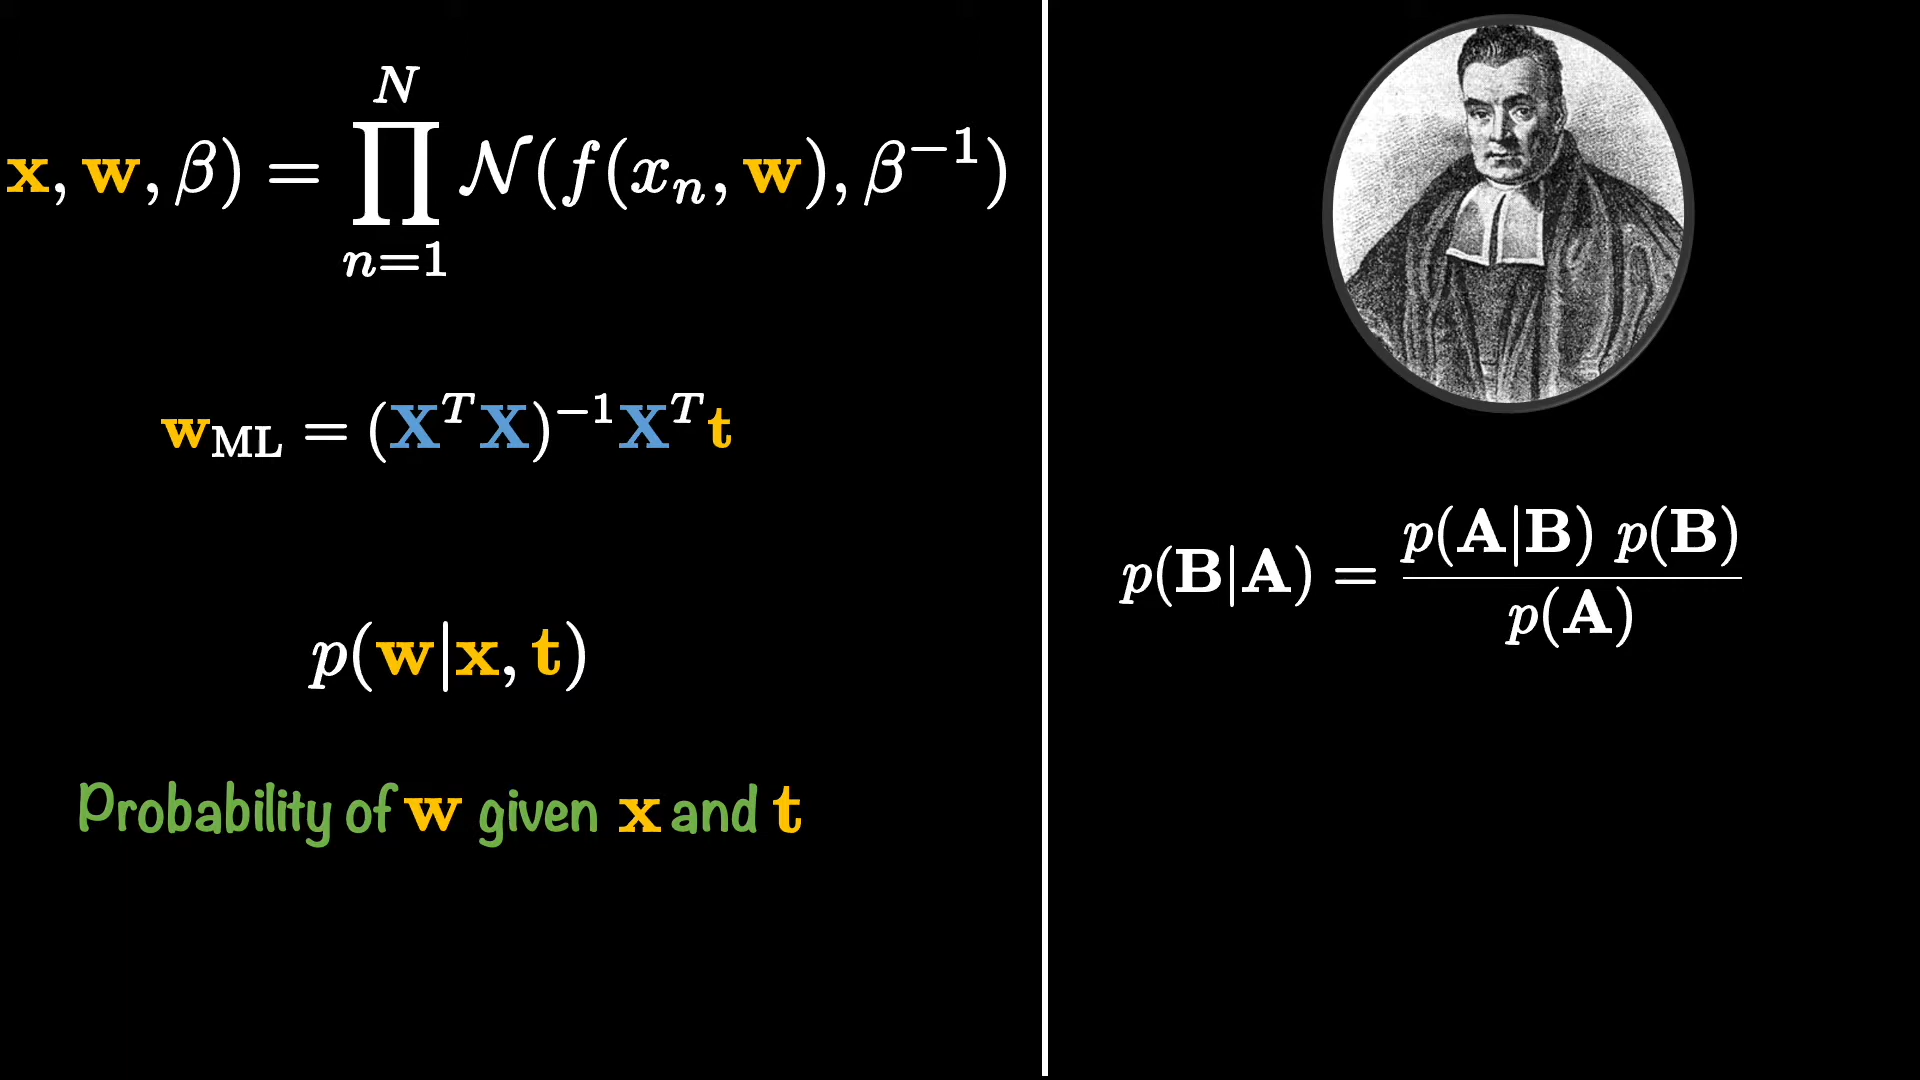 x, w, β) = ∏_{n=1}^{N} 𝒩(f(x_n, w), β^{−1})
w_ML = (X^T X)^{−1} X^T t
p(w|x, t)
Probability of w given x and t
p(B|A) = p(A|B) p(B) / p(A)